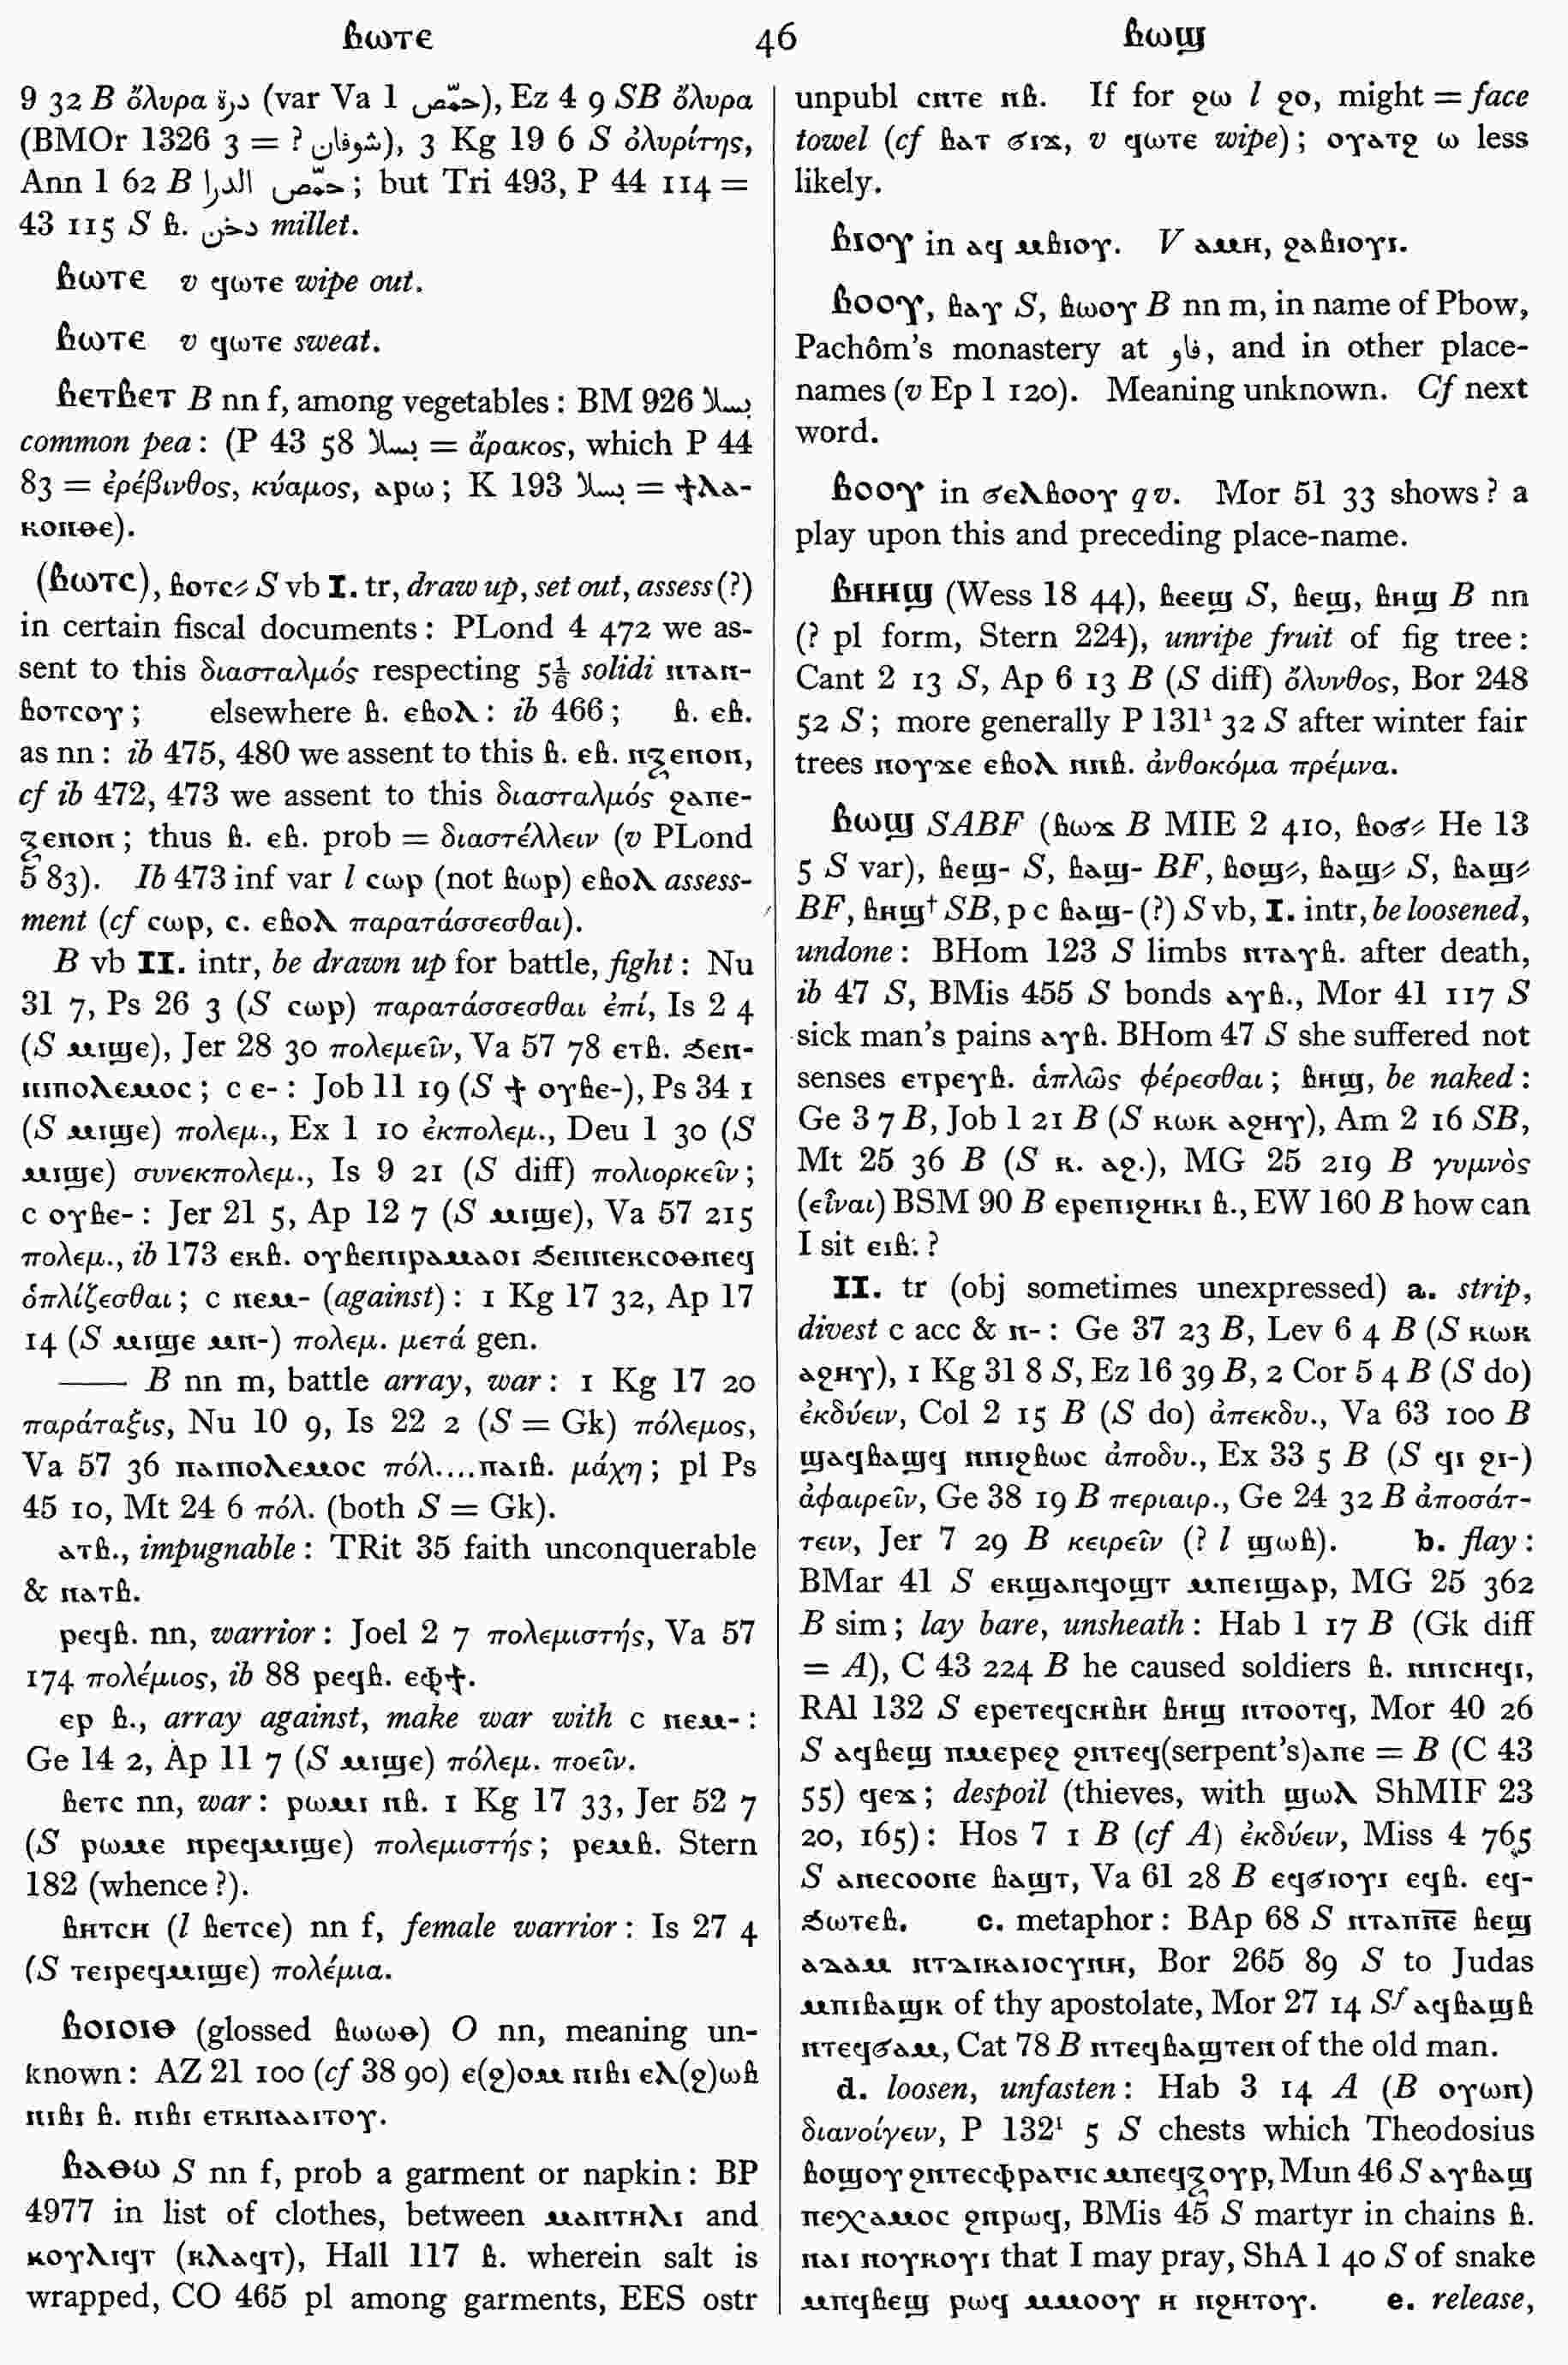 ⲃⲱⲧⲉ 46 ⲃⲱϣ
9 32 B ὄλυρα ذرة (var Va 1 حمّص), Ez 4 9 SB ὄλυρα
(BMOr 1326 3 = ? شوفان), 3 Kg 19 6 S ὀλυρίτης,
Ann 1 62 B حمّص الدرا; but Tri 493, P 44 114 =
43 115 S ⲃ. دخن millet.
ⲃⲱⲧⲉ v ϥⲱⲧⲉ wipe out.
ⲃⲱⲧⲉ v ϥⲱⲧⲉ sweat.
ⲃⲉⲧⲃⲉⲧ B nn f, among vegetables: BM 926 بسلا
common pea: (P 43 58 بسلا = ἄρακος, which P 44
83 = ἐρέβινθος, κύαμος, ⲁⲣⲱ; K 193 بسلا = ϯⲗⲁ-
ⲕⲟⲛⲑⲉ).
(ⲃⲱⲧⲥ), ⲃⲟⲧⲥ⸗ S vb I. tr, draw up, set out, assess (?)
in certain fiscal documents: PLond 4 472 we as-
sent to this διασταλμός respecting 5⅙ solidi ⲛⲧⲁⲛ-
ⲃⲟⲧⲥⲟⲩ; elsewhere ⲃ. ⲉⲃⲟⲗ: ib 466; ⲃ. ⲉⲃ.
as nn: ib 475, 480 we assent to this ⲃ. ⲉⲃ. ⲛⲝⲉⲛⲟⲛ,
cf ib 472, 473 we assent to this διασταλμός ϩⲁⲡⲉ-
ⲝⲉⲛⲟⲛ; thus ⲃ. ⲉⲃ. prob = διαστέλλειν (v PLond
5 83). Ib 473 inf var l ⲥⲱⲣ (not ⲃⲱⲣ) ⲉⲃⲟⲗ assess-
ment (cf ⲥⲱⲣ, ⲥ. ⲉⲃⲟⲗ παρατάσσεσθαι).
B vb II. intr, be drawn up for battle, fight: Nu
31 7, Ps 26 3 (S ⲥⲱⲣ) παρατάσσεσθαι ἐπί, Is 2 4
(S ⲙⲓϣⲉ), Jer 28 30 πολεμεῖν, Va 57 78 ⲉⲧⲃ. ϧⲉⲛ-
ⲛⲓⲡⲟⲗⲉⲙⲟⲥ; c ⲉ-: Job 11 19 (S ϯ ⲟⲩⲃⲉ-), Ps 34 1
(S ⲙⲓϣⲉ) πολεμ., Ex 1 10 ἐκπολεμ., Deu 1 30 (S
ⲙⲓϣⲉ) συνεκπολεμ., Is 9 21 (S diff) πολιορκεῖν;
c ⲟⲩⲃⲉ-: Jer 21 5, Ap 12 7 (S ⲙⲓϣⲉ), Va 57 215
πολεμ., ib 173 ⲉⲕⲃ. ⲟⲩⲃⲉⲛⲓⲣⲁⲙⲁⲟⲓ ϧⲉⲛⲛⲉⲕⲥⲟⲑⲛⲉϥ
ὁπλίζεσθαι; c ⲛⲉⲙ- (against): 1 Kg 17 32, Ap 17
14 (S ⲙⲓϣⲉ ⲙⲛ-) πολεμ. μετά gen.
—— B nn m, battle array, war: 1 Kg 17 20
παράταξις, Nu 10 9, Is 22 2 (S = Gk) πόλεμος,
Va 57 36 ⲡⲁⲓⲡⲟⲗⲉⲙⲟⲥ πόλ....ⲡⲁⲓⲃ. μάχη; pl Ps
45 10, Mt 24 6 πόλ. (both S = Gk).
ⲁⲧⲃ., impugnable: TRit 35 faith unconquerable
& ⲛⲁⲧⲃ.
ⲣⲉϥⲃ. nn, warrior: Joel 2 7 πολεμιστής, Va 57
174 πολέμιος, ib 88 ⲣⲉϥⲃ. ⲉⲫϯ.
ⲉⲣ ⲃ., array against, make war with c ⲛⲉⲙ-:
Ge 14 2, Ap 11 7 (S ⲙⲓϣⲉ) πόλεμ. ποεῖν.
ⲃⲉⲧⲥ nn, war: ⲣⲱⲙⲓ ⲛⲃ. 1 Kg 17 33, Jer 52 7
(S ⲣⲱⲙⲉ ⲛⲣⲉϥⲙⲓϣⲉ) πολεμιστής; ⲣⲉⲙⲃ. Stern
182 (whence?).
ⲃⲏⲧⲥⲏ (l ⲃⲉⲧⲥⲉ) nn f, female warrior: Is 27 4
(S ⲧⲉⲓⲣⲉϥⲙⲓϣⲉ) πολέμια.
ⲃⲟⲓⲟⲓⲑ (glossed ⲃⲱⲱⲑ) O nn, meaning un-
known: AZ 21 100 (cf 38 90) ⲉ(ϩ)ⲟⲙ ⲛⲓⲃⲓ ⲉⲗ(ϩ)ⲱⲃ
ⲛⲓⲃⲓ ⲃ. ⲛⲓⲃⲓ ⲉⲧⲕⲛⲁⲁⲓⲧⲟⲩ.
ⲃⲁⲑⲱ S nn f, prob a garment or napkin: BP
4977 in list of clothes, between ⲙⲁⲛⲧⲏⲗⲓ and
ⲕⲟⲩⲗⲓϥⲧ (ⲕⲗⲁϥⲧ), Hall 117 ⲃ. wherein salt is
wrapped, CO 465 pl among garments, EES ostr
unpubl ⲥⲛⲧⲉ ⲛⲃ. If for ϩⲱ l ϩⲟ, might = face
towel (cf ⲃⲁⲧ ϭⲓϫ, v ϥⲱⲧⲉ wipe); ⲟⲩⲁⲧϩ ⲱ less
likely.
ⲃⲓⲟⲩ in ⲁϥ ⲙⲃⲓⲟⲩ. V ⲁⲙⲏ, ϩⲁⲃⲓⲟⲩⲓ.
ⲃⲟⲟⲩ, ⲃⲁⲩ S, ⲃⲱⲟⲩ B nn m, in name of Pbow,
Pachôm's monastery at فاو, and in other place-
names (v Ep 1 120). Meaning unknown. Cf next
word.
ⲃⲟⲟⲩ in ϭⲉⲗⲃⲟⲟⲩ qv. Mor 51 33 shows? a
play upon this and preceding place-name.
ⲃⲏⲏϣ (Wess 18 44), ⲃⲉⲉϣ S, ⲃⲉϣ, ⲃⲏϣ B nn
(? pl form, Stern 224), unripe fruit of fig tree:
Cant 2 13 S, Ap 6 13 B (S diff) ὄλυνθος, Bor 248
52 S; more generally P 131¹ 32 S after winter fair
trees ⲛⲟⲩϫⲉ ⲉⲃⲟⲗ ⲛⲛⲃ. ἀνθοκόμα πρέμνα.
ⲃⲱϣ SABF (ⲃⲱϫ B MIE 2 410, ⲃⲟϭ⸗ He 13
5 S var), ⲃⲉϣ- S, ⲃⲁϣ- BF, ⲃⲟϣ⸗, ⲃⲁϣ⸗ S, ⲃⲁϣ⸗
BF, ⲃⲏϣ† SB, p c ⲃⲁϣ- (?) S vb, I. intr, be loosened,
undone: BHom 123 S limbs ⲛⲧⲁⲩⲃ. after death,
ib 47 S, BMis 455 S bonds ⲁⲩⲃ., Mor 41 117 S
sick man's pains ⲁⲩⲃ. BHom 47 S she suffered not
senses ⲉⲧⲣⲉⲩⲃ. ἁπλῶς φέρεσθαι; ⲃⲏϣ, be naked:
Ge 3 7 B, Job 1 21 B (S ⲕⲱⲕ ⲁϩⲏⲩ), Am 2 16 SB,
Mt 25 36 B (S ⲕ. ⲁϩ.), MG 25 219 B γυμνὸς
(εἶναι) BSM 90 B ⲉⲣⲉⲡⲓϩⲏⲕⲓ ⲃ., EW 160 B how can
I sit ⲉⲓⲃ.?
II. tr (obj sometimes unexpressed) a. strip,
divest c acc & ⲛ-: Ge 37 23 B, Lev 6 4 B (S ⲕⲱⲕ
ⲁϩⲏⲩ), 1 Kg 31 8 S, Ez 16 39 B, 2 Cor 5 4 B (S do)
ἐκδύειν, Col 2 15 B (S do) ἀπεκδυ., Va 63 100 B
ϣⲁϥⲃⲁϣϥ ⲛⲛⲓϩⲃⲱⲥ ἀποδυ., Ex 33 5 B (S ϥⲓ ϩⲓ-)
ἀφαιρεῖν, Ge 38 19 B περιαιρ., Ge 24 32 B ἀποσάτ-
τειν, Jer 7 29 B κειρεῖν (? l ϣⲱⲃ). b. flay:
BMar 41 S ⲉⲕϣⲁⲛϥⲟϣⲧ ⲙⲡⲉⲓϣⲁⲣ, MG 25 362
B sim; lay bare, unsheath: Hab 1 17 B (Gk diff
= A), C 43 224 B he caused soldiers ⲃ. ⲛⲛⲓⲥⲏϥⲓ,
RAl 132 S ⲉⲣⲉⲧⲉϥⲥⲏⲃⲏ ⲃⲏϣ ⲛⲧⲟⲟⲧϥ, Mor 40 26
S ⲁϥⲃⲉϣ ⲡⲙⲉⲣⲉϩ ϩⲛⲧⲉϥ(serpent's)ⲁⲡⲉ = B (C 43
55) ϥⲉϫ; despoil (thieves, with ϣⲱⲗ ShMIF 23
20, 165): Hos 7 1 B (cf A) ἐκδύειν, Miss 4 765
S ⲁⲛⲉⲥⲟⲟⲛⲉ ⲃⲁϣⲧ, Va 61 28 B ⲉϥϭⲓⲟⲩⲓ ⲉϥⲃ. ⲉϥ-
ϧⲱⲧⲉⲃ. c. metaphor: BAp 68 S ⲛⲧⲁⲡⲡ̅ⲉ̅ ⲃⲉϣ
ⲁⲇⲁⲙ ⲛⲧⲇⲓⲕⲁⲓⲟⲥⲩⲛⲏ, Bor 265 89 S to Judas
ⲙⲡⲓⲃⲁϣⲕ of thy apostolate, Mor 27 14 Sᶠ ⲁϥⲃⲁϣⲃ
ⲛⲧⲉϥϭⲁⲙ, Cat 78 B ⲛⲧⲉϥⲃⲁϣⲧⲉⲛ of the old man.
d. loosen, unfasten: Hab 3 14 A (B ⲟⲩⲱⲛ)
διανοίγειν, P 132¹ 5 S chests which Theodosius
ⲃⲟϣⲟⲩ ϩⲛⲧⲉⲥⲫⲣⲁⲅⲓⲥ ⲙⲡⲉϥⲝⲟⲩⲣ, Mun 46 S ⲁⲩⲃⲁϣ
ⲡⲉⲭⲁⲙⲟⲥ ϩⲛⲣⲱϥ, BMis 45 S martyr in chains ⲃ.
ⲛⲁⲓ ⲛⲟⲩⲕⲟⲩⲓ that I may pray, ShA 1 40 S of snake
ⲙⲡϥⲃⲉϣ ⲣⲱϥ ⲙⲙⲟⲟⲩ ⲏ ⲛϩⲏⲧⲟⲩ. e. release,